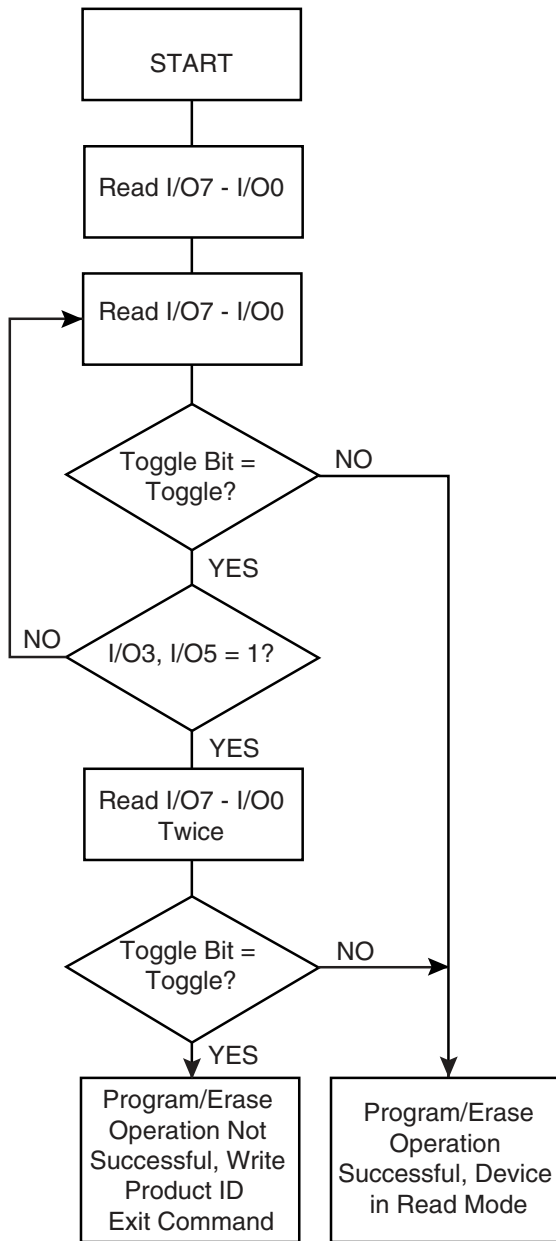 START
Read I/O7 - I/O0
Read I/O7 - I/O0
Toggle Bit =
Toggle?
NO
YES
NO
I/O3, I/O5 = 1?
YES
Read I/O7 - I/O0
Twice
Toggle Bit =
Toggle?
NO
YES
Program/Erase
Operation Not
Successful, Write
Product ID
Exit Command
Program/Erase
Operation
Successful, Device
in Read Mode